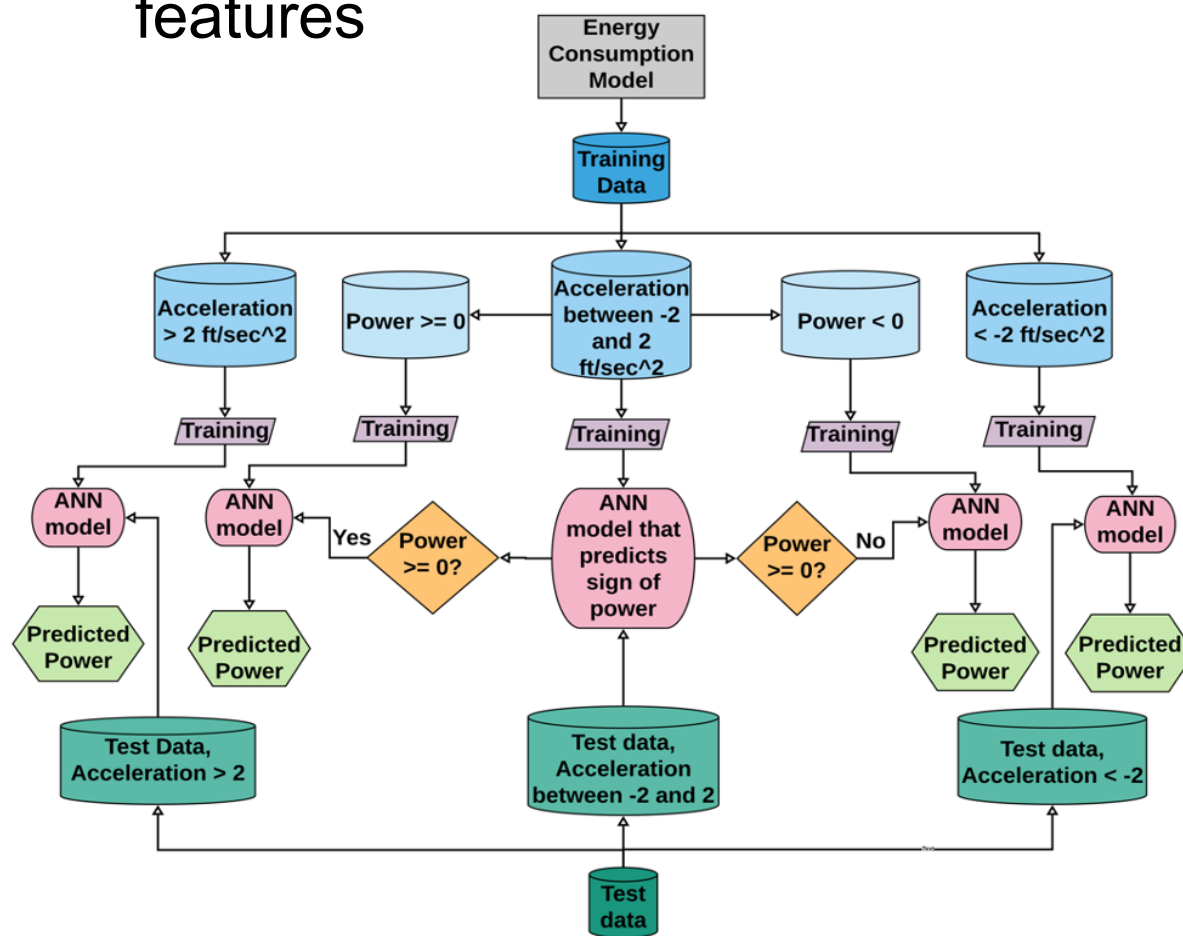 features
Energy
Consumption
Model
Training
Data
Acceleration
> 2 ft/sec^2
Power >= 0
Acceleration
between -2
and 2
ft/sec^2
Power < 0
Acceleration
< -2 ft/sec^2
Training
Training
Training
Training
Training
ANN
model
ANN
model
Yes
Power
>= 0?
ANN
model that
predicts
sign of
power
Power
>= 0?
No
ANN
model
ANN
model
Predicted
Power
Predicted
Power
Predicted
Power
Predicted
Power
Test Data,
Acceleration > 2
Test data,
Acceleration
between -2 and 2
Test data,
Acceleration < -2
Test
data